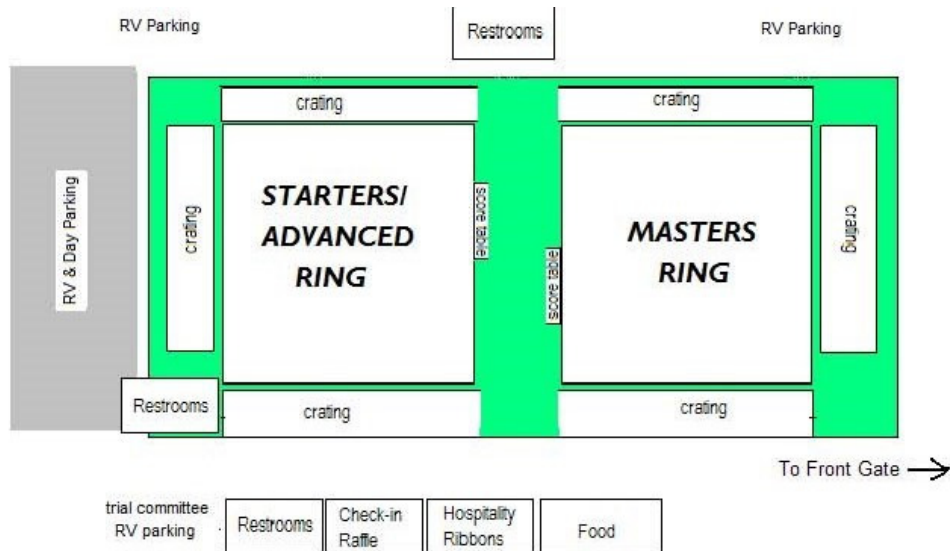 RV Parking
Restrooms
RV Parking
crating
crating
RV & Day Parking
crating
STARTERS/
ADVANCED
RING
score table
score table
MASTERS
RING
crating
Restrooms
crating
crating
To Front Gate
trial committee
RV parking
Restrooms
Check-in
Raffle
Hospitality
Ribbons
Food